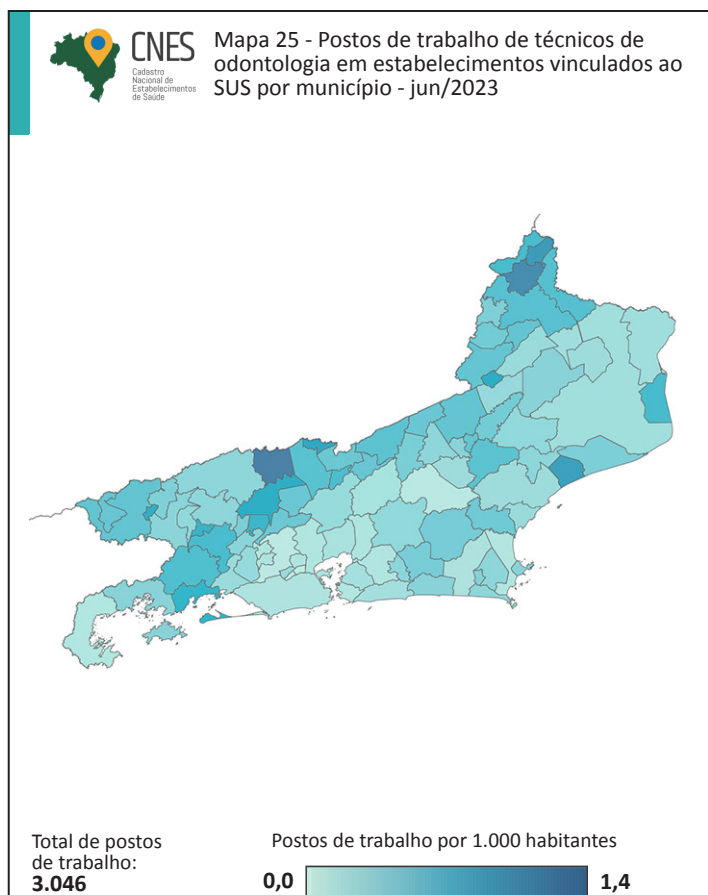 CNES
Cadastro
Nacional de
Estabelecimentos
de Saúde
Mapa 25 - Postos de trabalho de técnicos de
odontologia em estabelecimentos vinculados ao
SUS por município - jun/2023
Total de postos
de trabalho:
3.046
Postos de trabalho por 1.000 habitantes
0,0 1,4